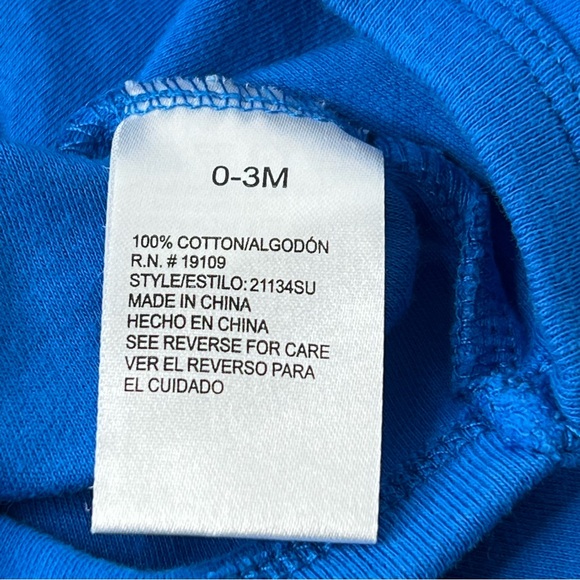 0-3M
100% COTTON/ALGODÓN
R.N. # 19109
STYLE/ESTILO: 21134SU
MADE IN CHINA
HECHO EN CHINA
SEE REVERSE FOR CARE
VER EL REVERSO PARA
EL CUIDADO